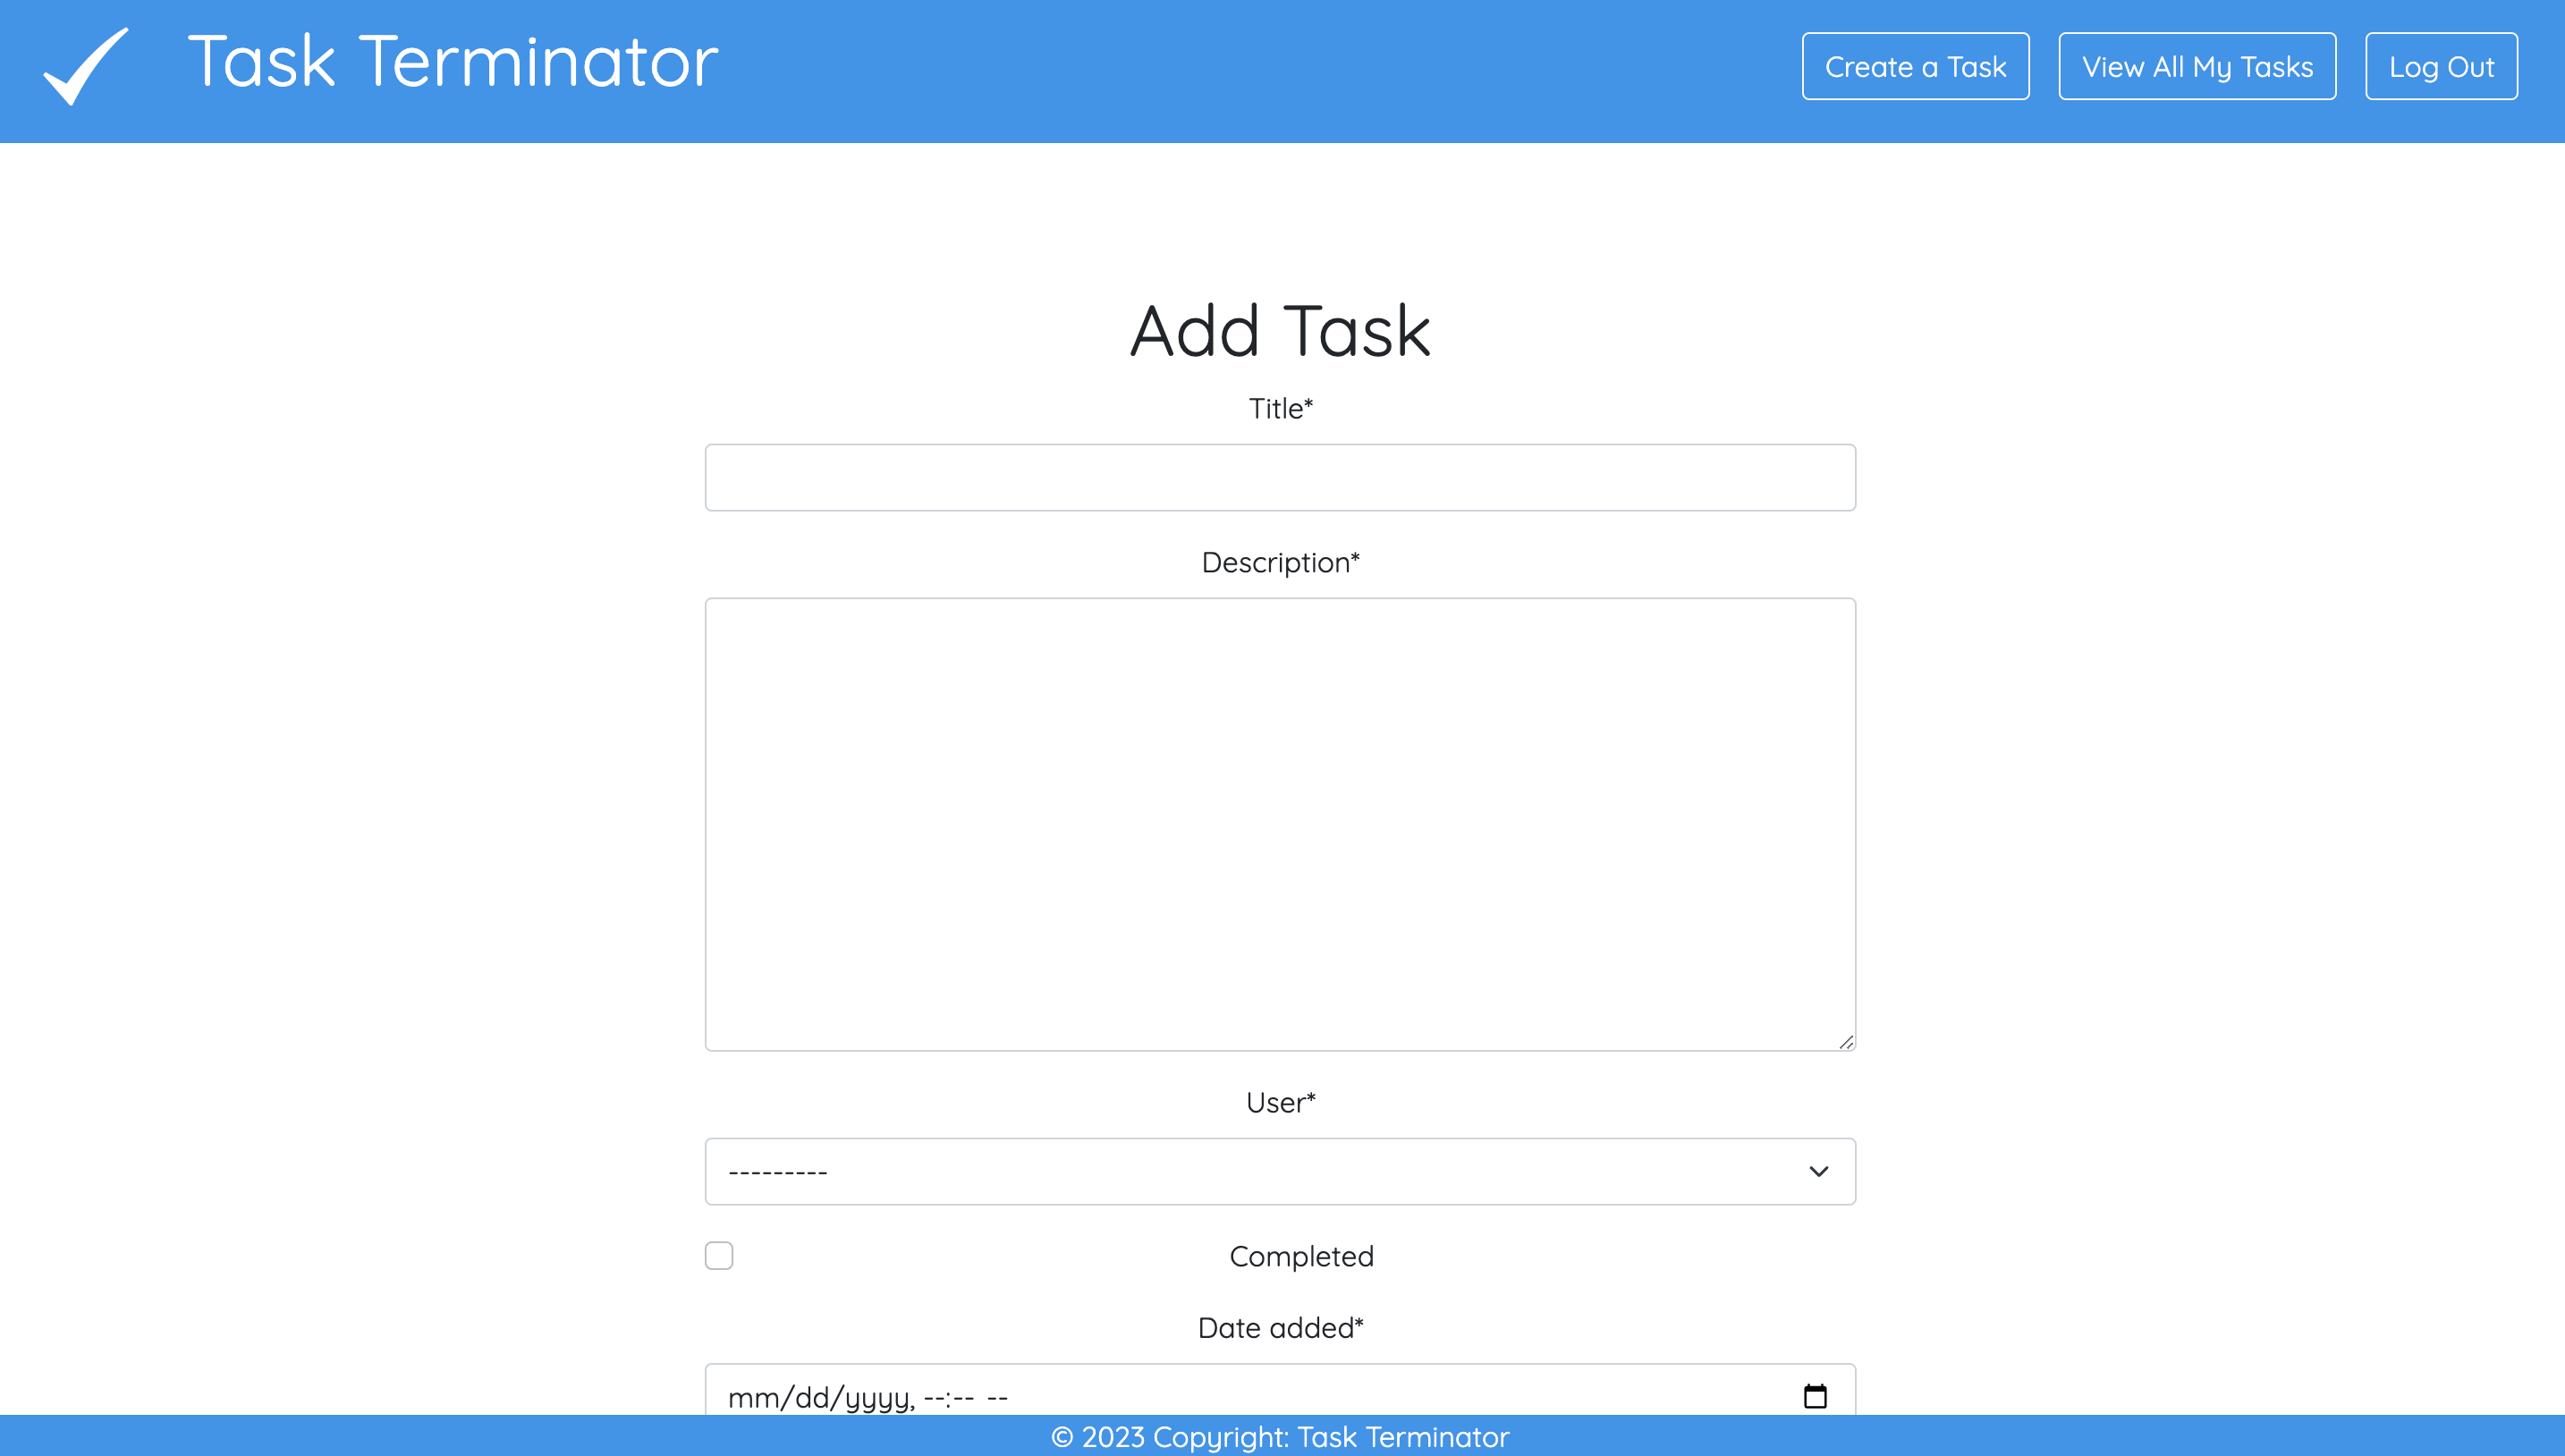 Task Terminator
Create a Task
View All My Tasks
Log Out
Add Task
Title*
Description*
User*
---------
Completed
Date added*
mm/dd/yyyy, --:-- --
© 2023 Copyright: Task Terminator